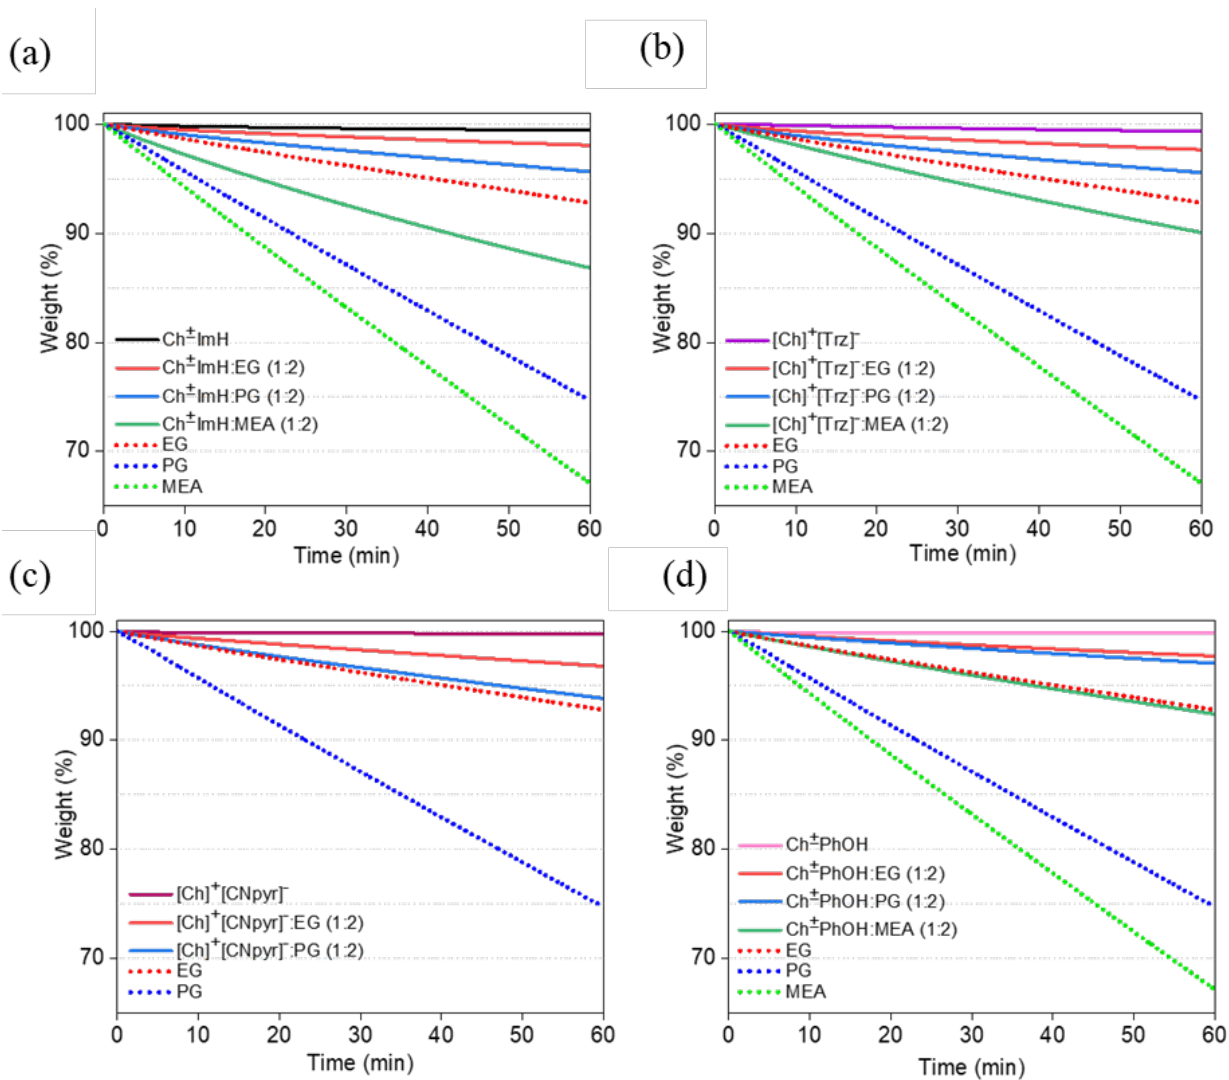 (a)
100
90
80
70
Weight (%)
Ch±ImH
Ch±ImH:EG (1:2)
Ch±ImH:PG (1:2)
Ch±ImH:MEA (1:2)
EG
PG
MEA
0 10 20 30 40 50 60
Time (min)
(b)
100
90
80
70
Weight (%)
[Ch]⁺[Trz]⁻
[Ch]⁺[Trz]⁻:EG (1:2)
[Ch]⁺[Trz]⁻:PG (1:2)
[Ch]⁺[Trz]⁻:MEA (1:2)
EG
PG
MEA
0 10 20 30 40 50 60
Time (min)
(c)
100
90
80
70
Weight (%)
[Ch]⁺[CNpyr]⁻
[Ch]⁺[CNpyr]⁻:EG (1:2)
[Ch]⁺[CNpyr]⁻:PG (1:2)
EG
PG
0 10 20 30 40 50 60
Time (min)
(d)
100
90
80
70
Weight (%)
Ch±PhOH
Ch±PhOH:EG (1:2)
Ch±PhOH:PG (1:2)
Ch±PhOH:MEA (1:2)
EG
PG
MEA
0 10 20 30 40 50 60
Time (min)